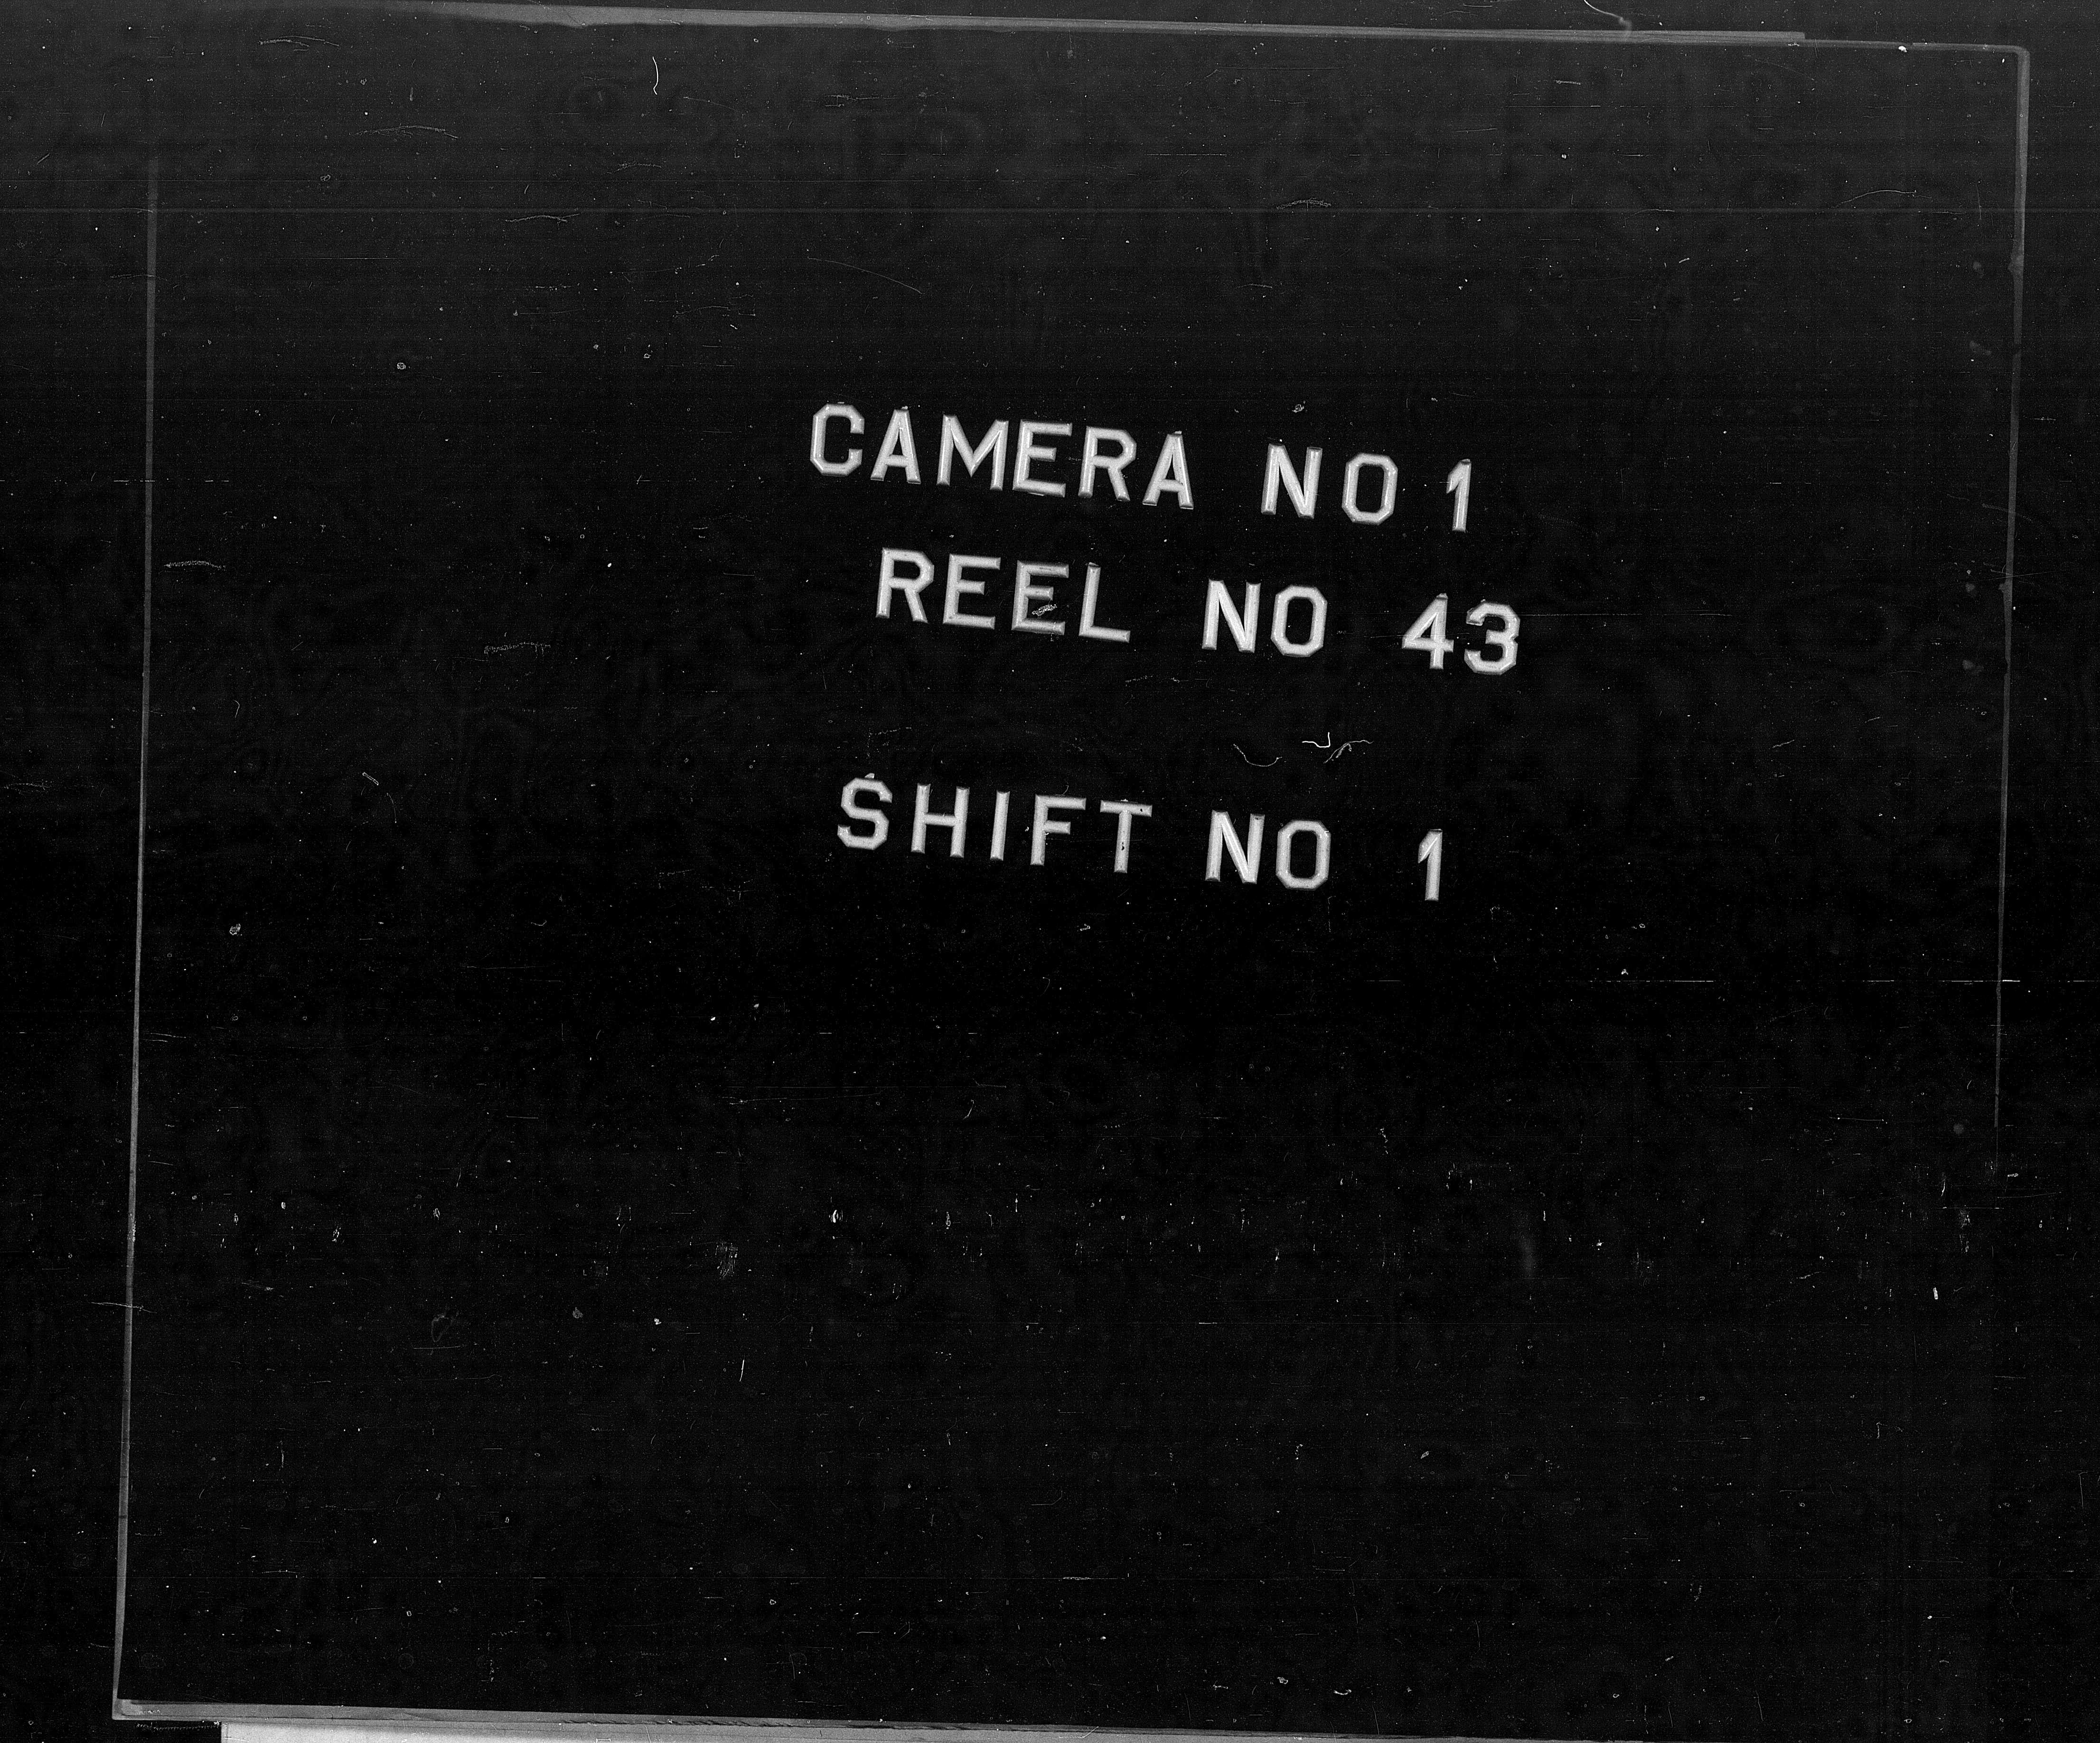 CAMERA NO 1
REEL NO 43
SHIFT NO 1